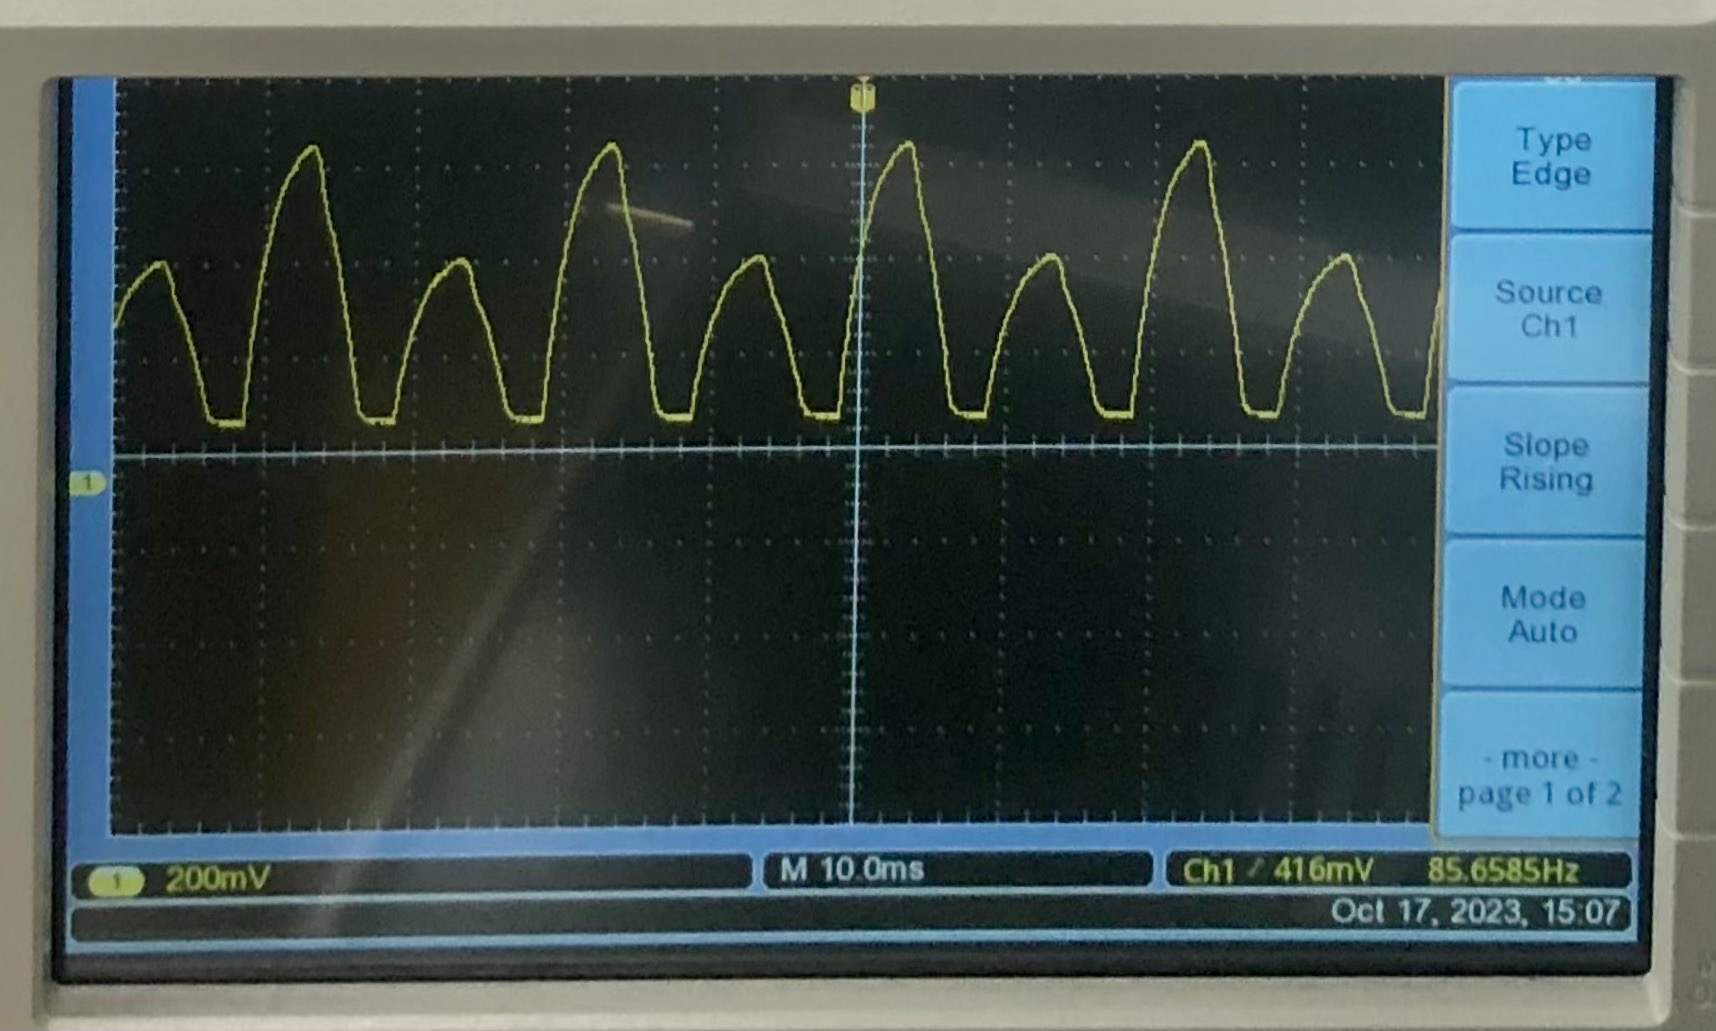 Type
Edge
Source
Ch1
Slope
Rising
Mode
Auto
- more -
page 1 of 2
1
1 200mV
M 10.0ms
Ch1 416mV 85.6585Hz
Oct 17, 2023, 15:07